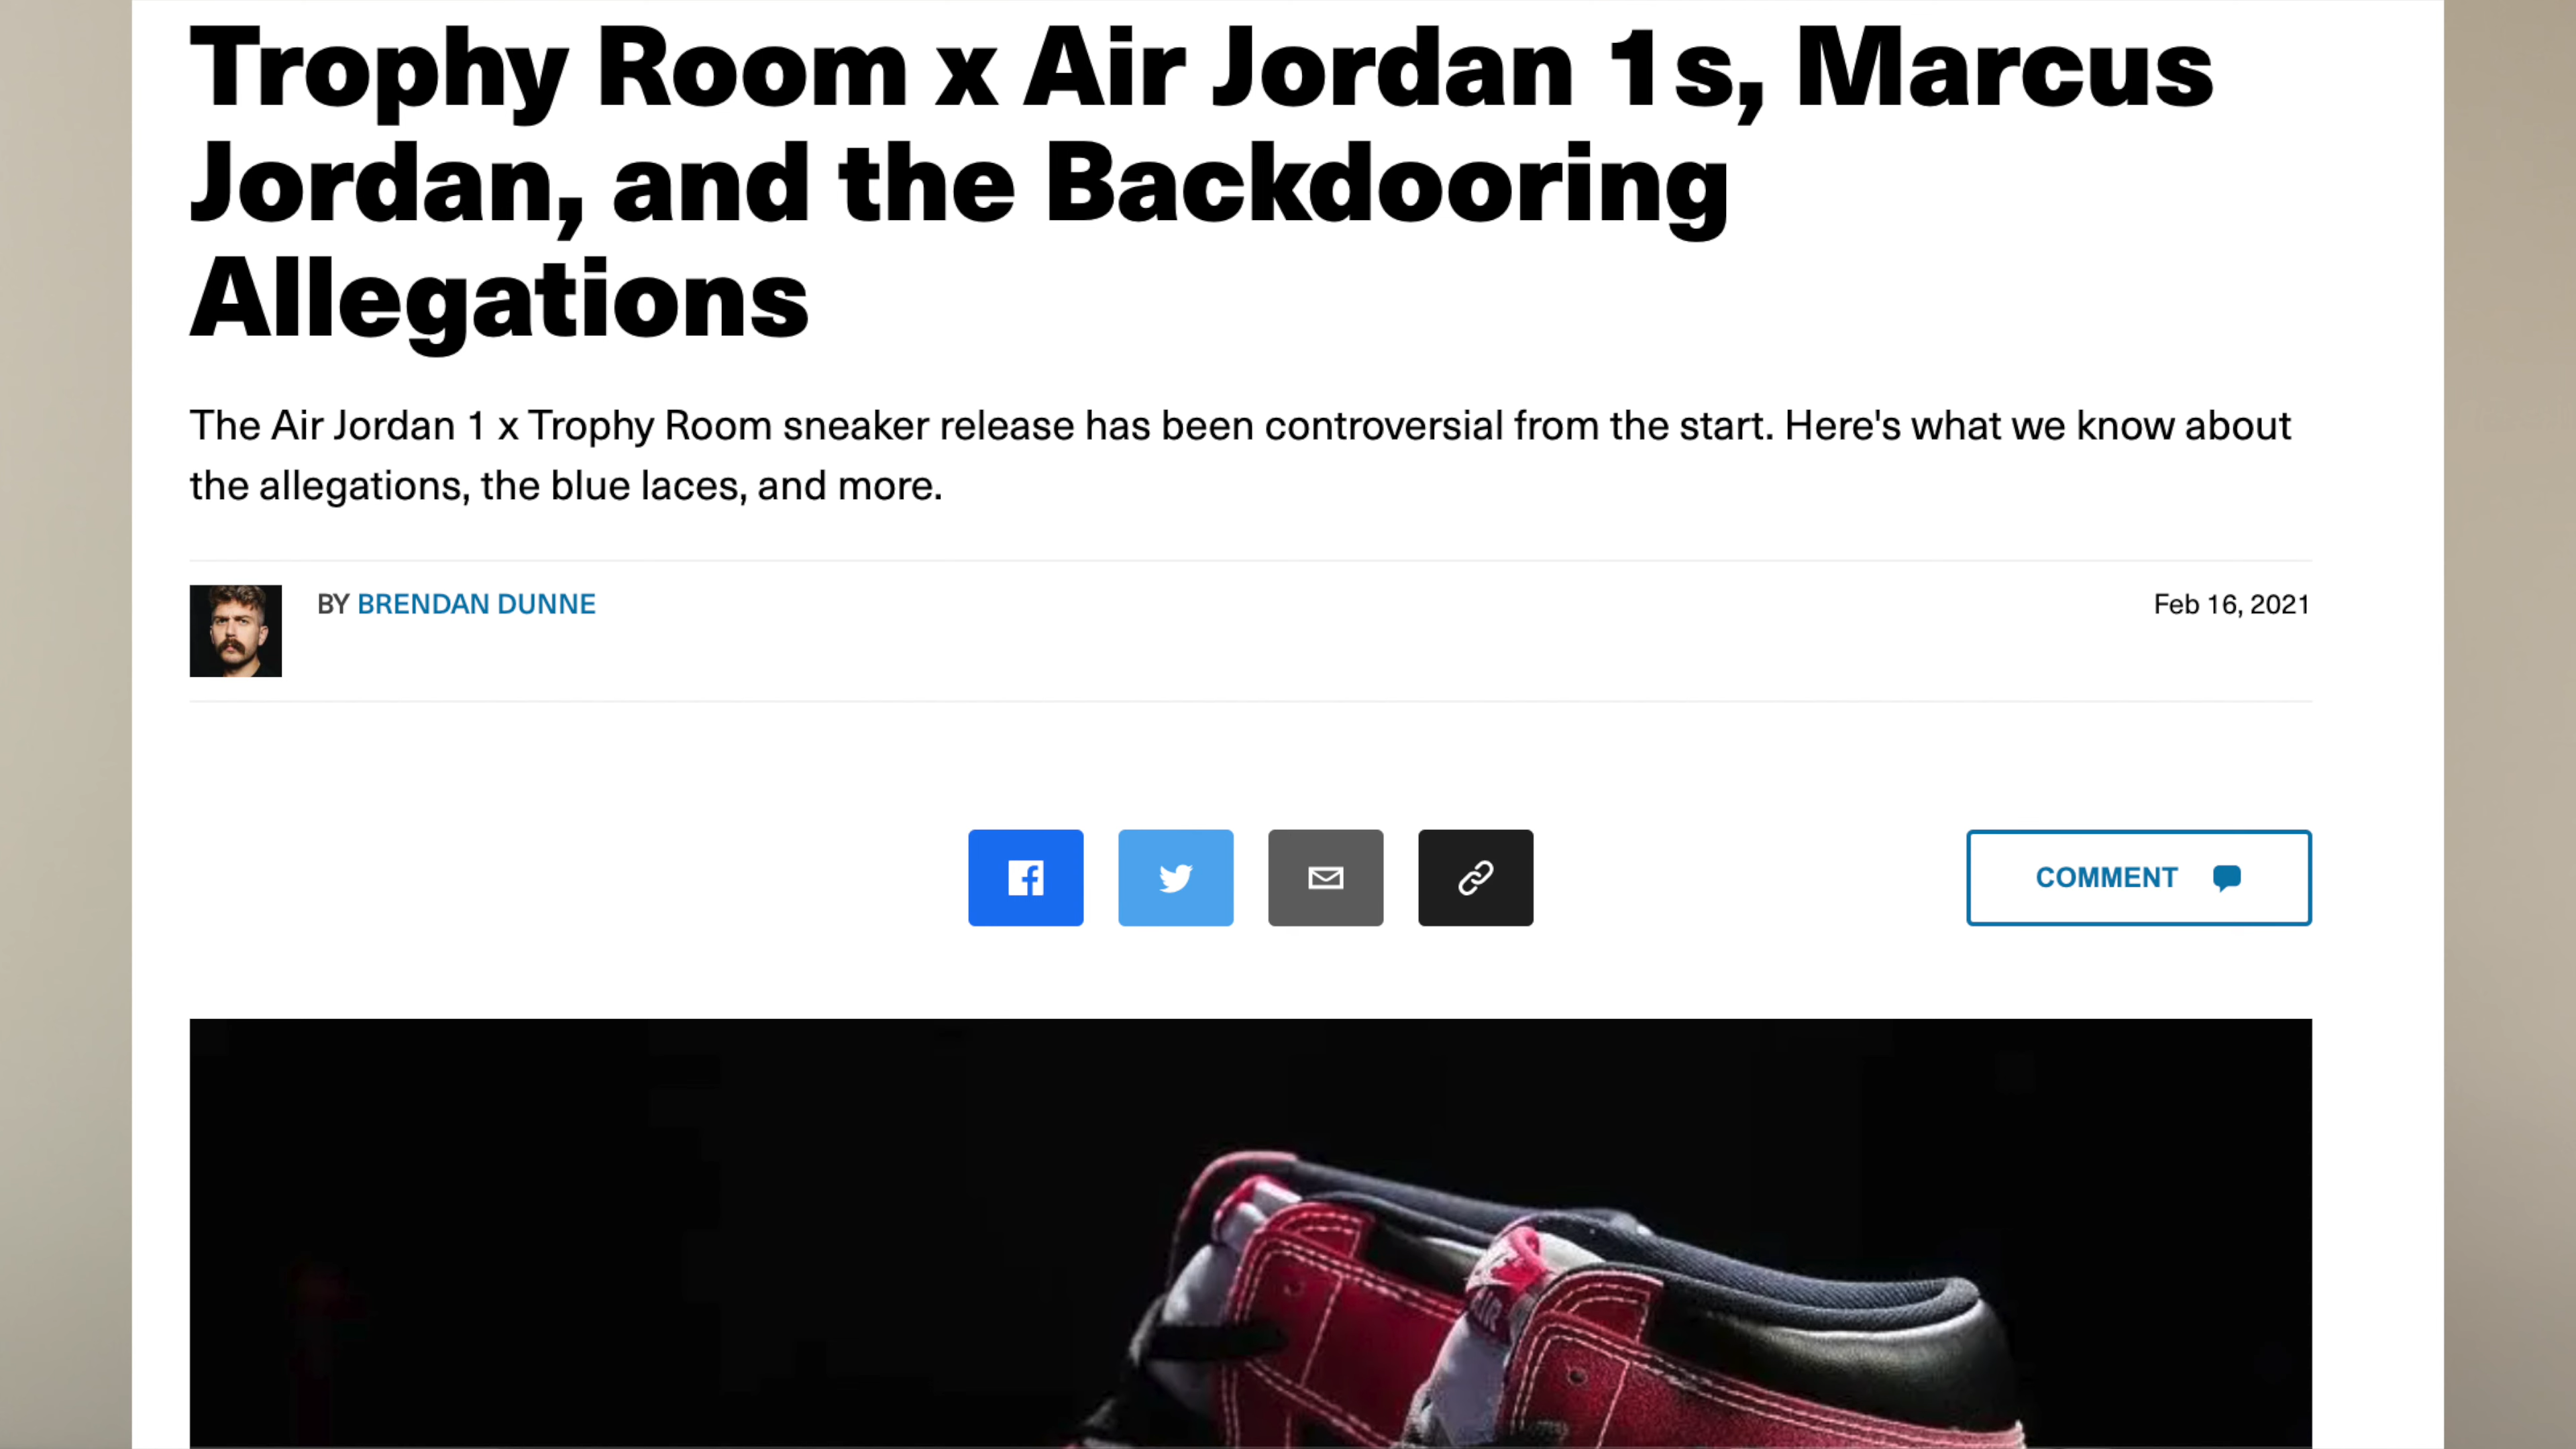 Trophy Room x Air Jordan 1s, Marcus
Jordan, and the Backdooring
Allegations
The Air Jordan 1 x Trophy Room sneaker release has been controversial from the start. Here's what we know about
the allegations, the blue laces, and more.
BY BRENDAN DUNNE
Feb 16, 2021
COMMENT
AIR